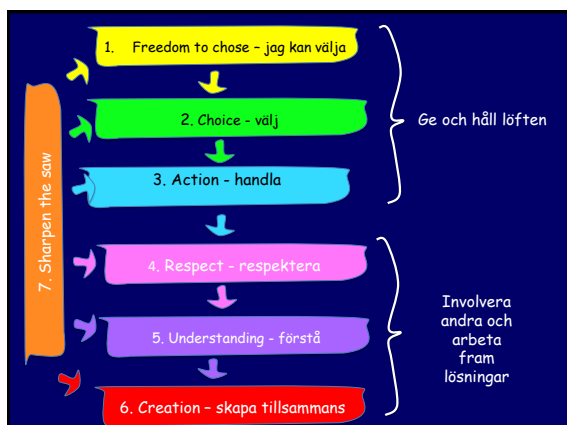 1. Freedom to chose – jag kan välja
2. Choice - välj
3. Action - handla
Ge och håll löften
4. Respect - respektera
5. Understanding - förstå
6. Creation – skapa tillsammans
Involvera
andra och
arbeta
fram
lösningar
7. Sharpen the saw